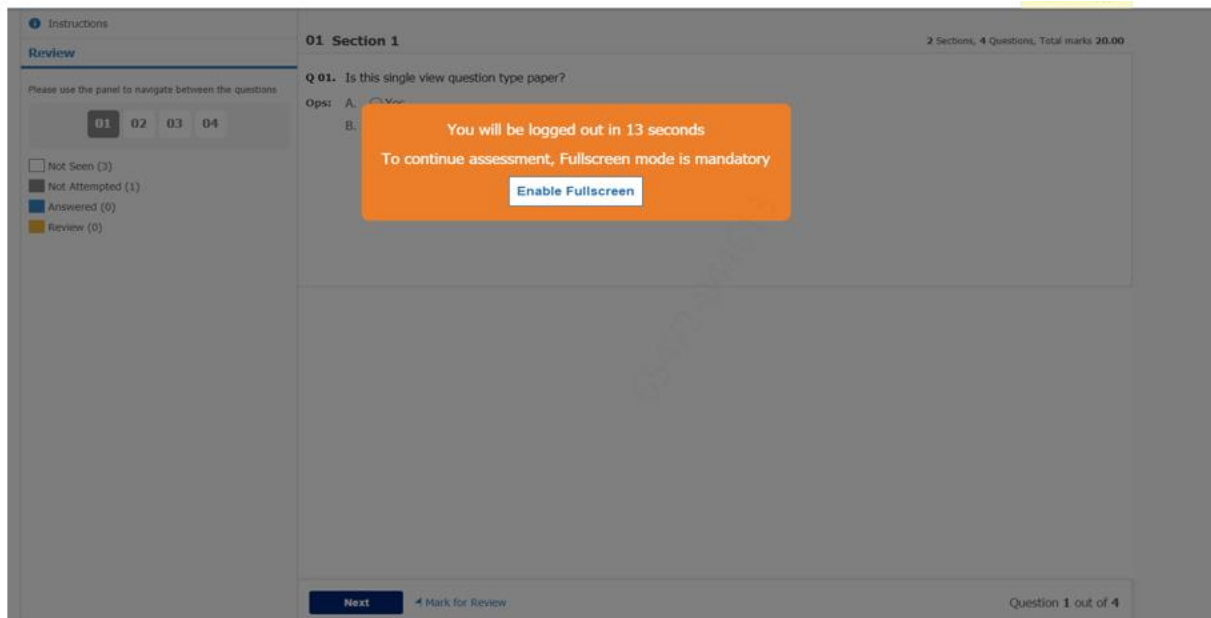 Instructions
Review
Please use the panel to navigate between the questions
01 02 03 04
Not Seen (3)
Not Attempted (1)
Answered (0)
Review (0)
01 Section 1
2 Sections, 4 Questions, Total marks 20.00
Q 01. Is this single view question type paper?
Ops: A. Yes
B.
You will be logged out in 13 seconds
To continue assessment, Fullscreen mode is mandatory
Enable Fullscreen
Next
Mark for Review
Question 1 out of 4